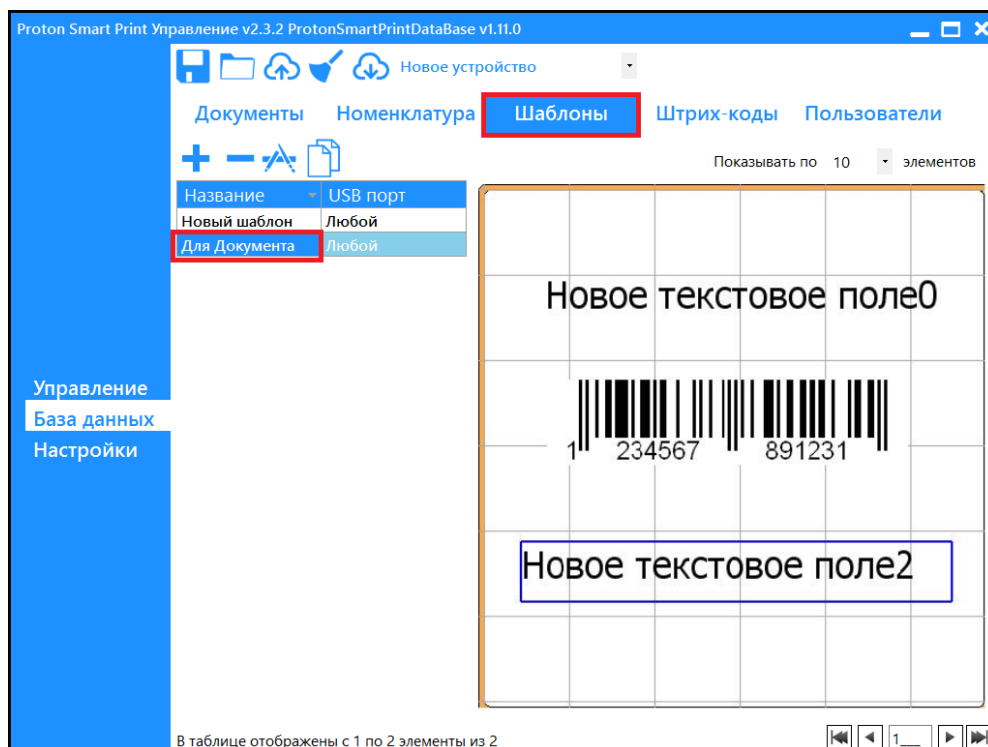 Proton Smart Print Управление v2.3.2 ProtonSmartPrintDataBase v1.11.0
Новое устройство
Документы Номенклатура Шаблоны Штрих-коды Пользователи
Показывать по 10 элементов
Название USB порт
Новый шаблон Любой
Для Документа Любой
Новое текстовое поле0
1 234567 891231
Новое текстовое поле2
Управление
База данных
Настройки
В таблице отображены с 1 по 2 элементы из 2
1___